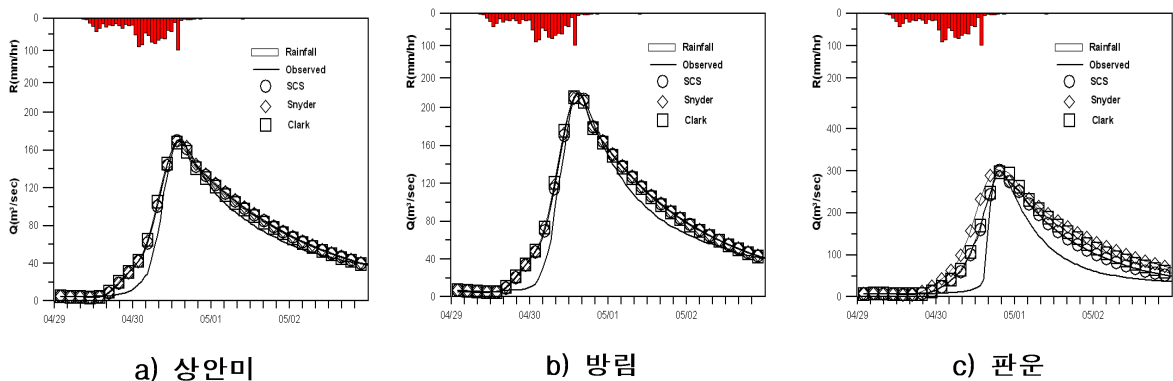 0
100
200
R(mm/hr)
Rainfall
Observed
SCS
Snyder
Clark
200
160
120
80
40
0
Q(m³/sec)
04/29
04/30
05/01
05/02
a) 상안미
0
100
200
R(mm/hr)
Rainfall
Observed
SCS
Snyder
Clark
200
160
120
80
40
0
Q(m³/sec)
04/29
04/30
05/01
05/02
b) 방림
0
100
200
R(mm/hr)
Rainfall
Observed
SCS
Snyder
Clark
400
300
200
100
0
Q(m³/sec)
04/29
04/30
05/01
05/02
c) 판운